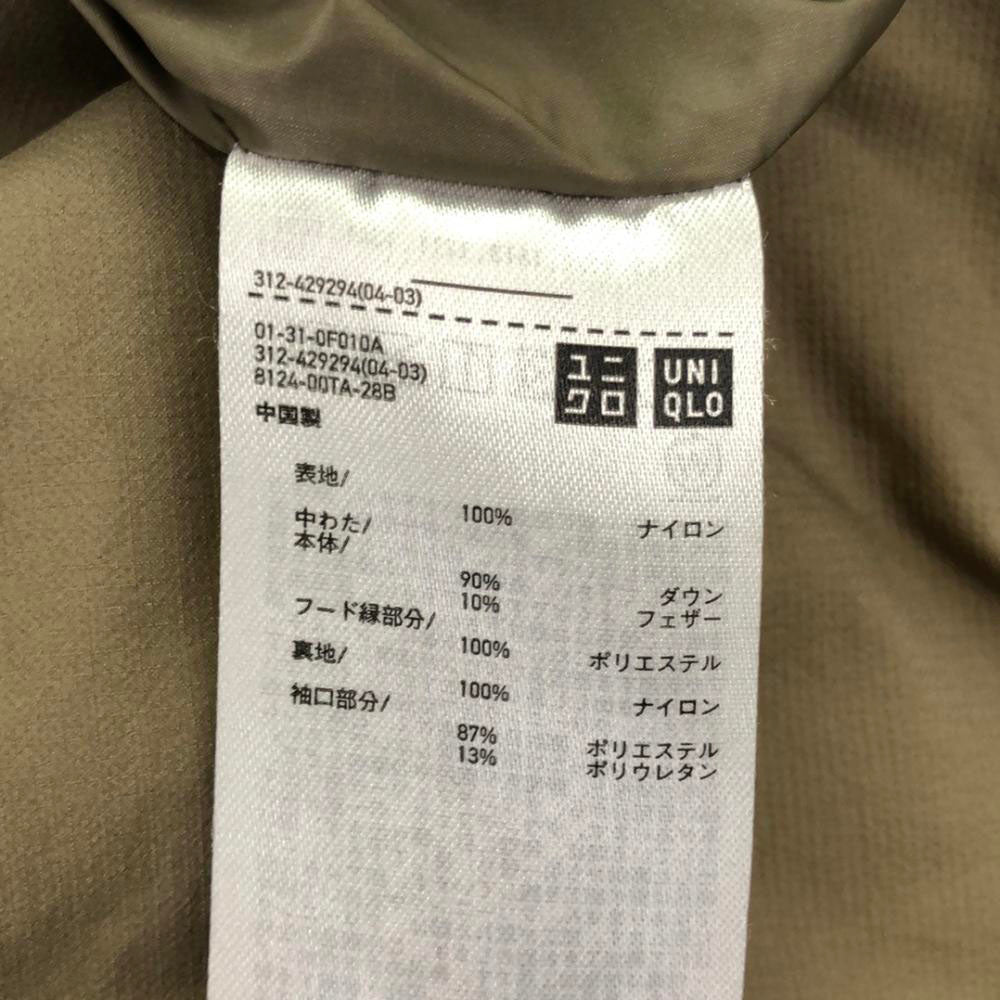 312-429294(04-03)
01-31-0F010A
312-429294(04-03)
8124-00TA-28B
中国製
ユニ
クロ
UNI
QLO
表地/
100% ナイロン
中わた/
本体/
90% ダウン
10% フェザー
フード縁部分/
100% ポリエステル
裏地/
100% ナイロン
袖口部分/
87% ポリエステル
13% ポリウレタン